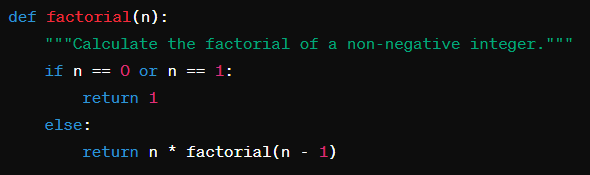 def factorial(n):
    """Calculate the factorial of a non-negative integer."""
    if n == 0 or n == 1:
        return 1
    else:
        return n * factorial(n - 1)